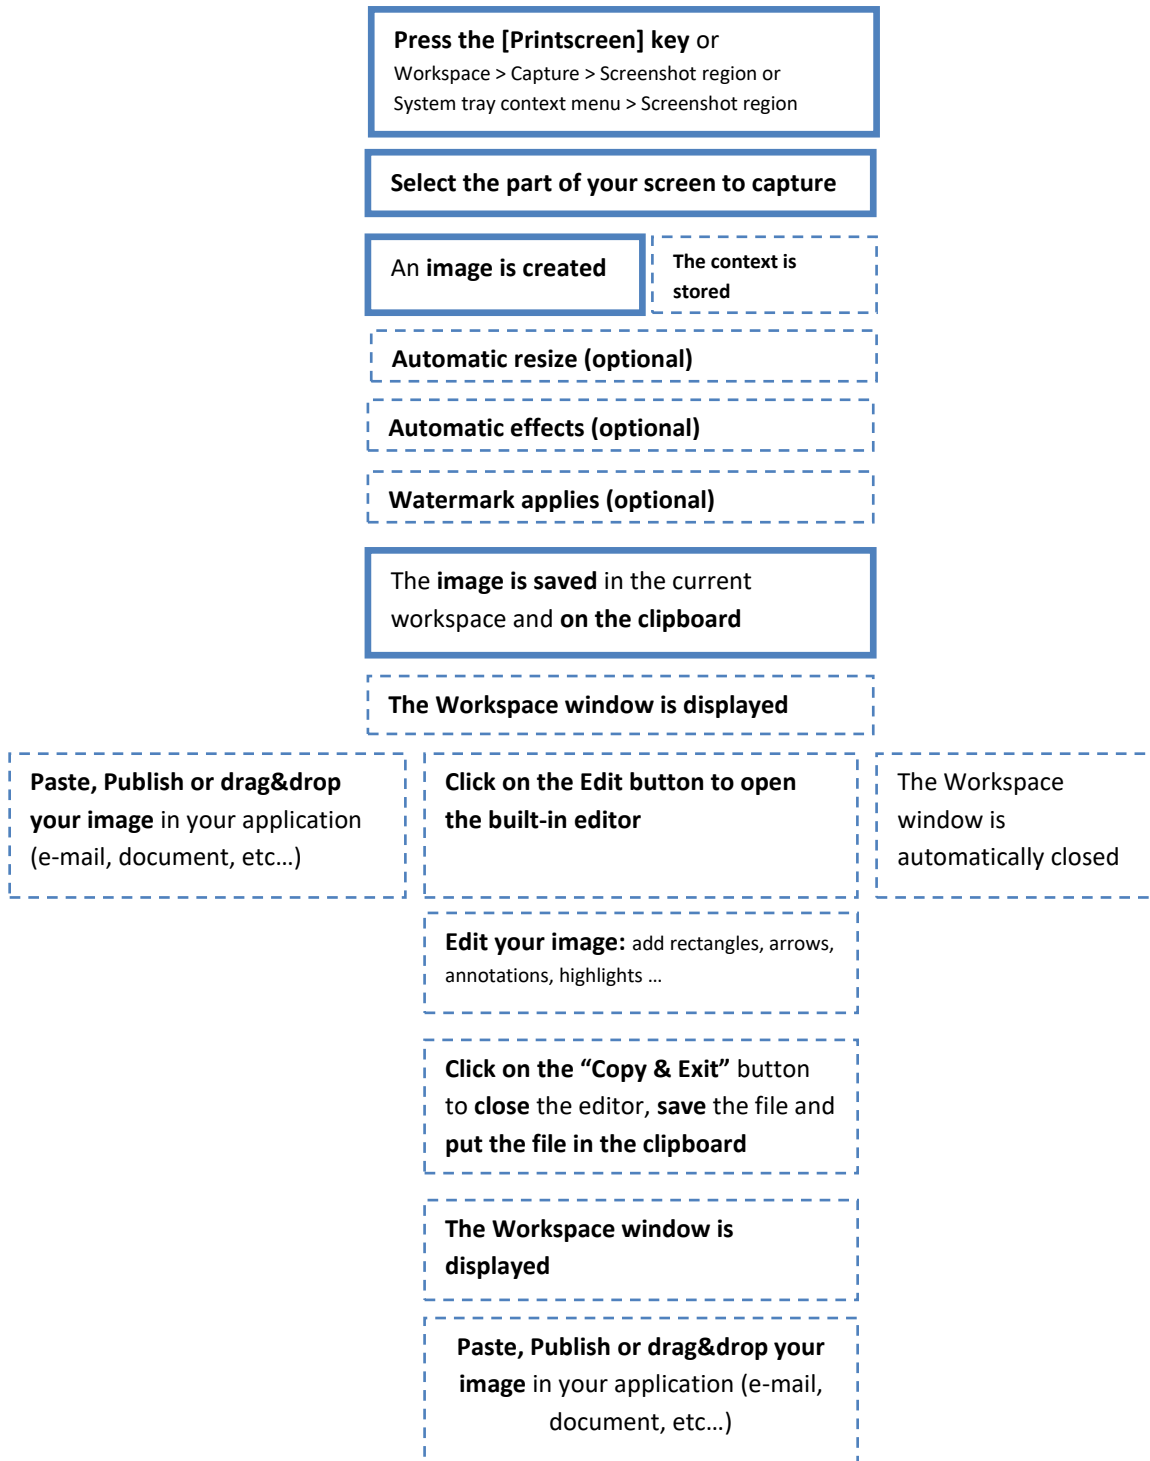 Press the [Printscreen] key or
Workspace > Capture > Screenshot region or
System tray context menu > Screenshot region
Select the part of your screen to capture
An image is created
The context is
stored
Automatic resize (optional)
Automatic effects (optional)
Watermark applies (optional)
The image is saved in the current
workspace and on the clipboard
The Workspace window is displayed
Paste, Publish or drag&drop
your image in your application
(e-mail, document, etc…)
Click on the Edit button to open
the built-in editor
The Workspace
window is
automatically closed
Edit your image: add rectangles, arrows,
annotations, highlights …
Click on the “Copy & Exit” button
to close the editor, save the file and
put the file in the clipboard
The Workspace window is
displayed
Paste, Publish or drag&drop your
image in your application (e-mail,
document, etc…)